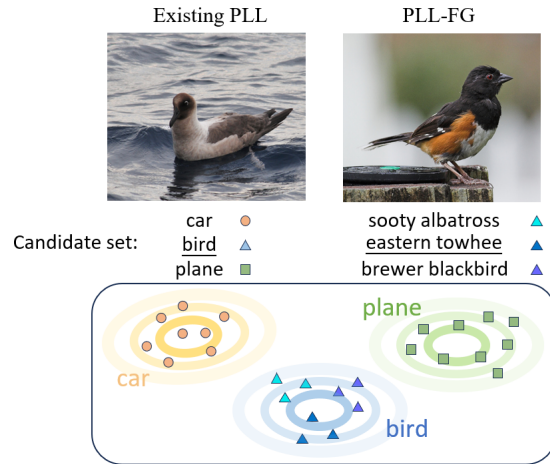 Existing PLL
PLL-FG
Candidate set:
car
bird
plane
sooty albatross
eastern towhee
brewer blackbird
car
plane
bird